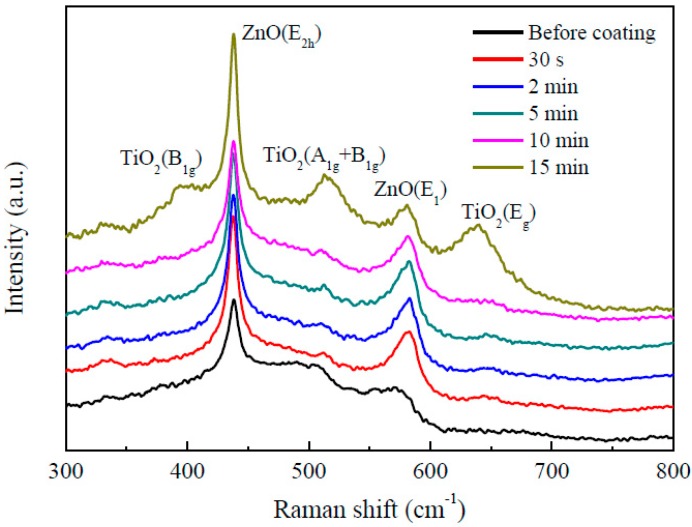 ZnO(E2h)
Before coating
30 s
2 min
5 min
10 min
15 min
TiO2(B1g)
TiO2(A1g+B1g)
ZnO(E1)
TiO2(Eg)
Intensity (a.u.)
300
400
500
600
700
800
Raman shift (cm-1)